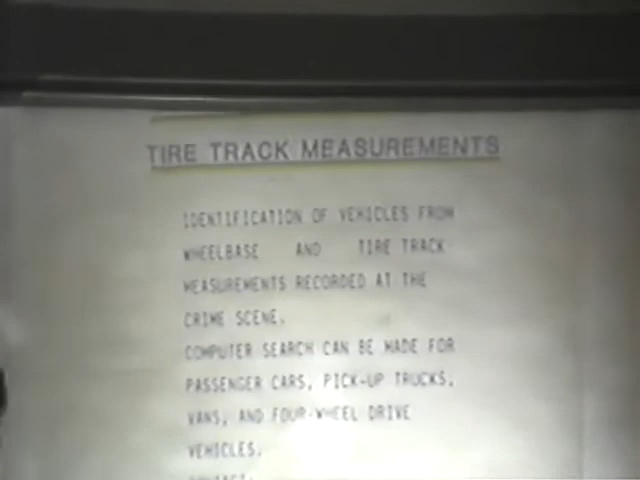 TIRE TRACK MEASUREMENTS
IDENTIFICATION OF VEHICLES FROM
WHEELBASE AND TIRE TRACK
MEASUREMENTS RECORDED AT THE
CRIME SCENE.
COMPUTER SEARCH CAN BE MADE FOR
PASSENGER CARS, PICK-UP TRUCKS,
VANS, AND FOUR-WHEEL DRIVE
VEHICLES.